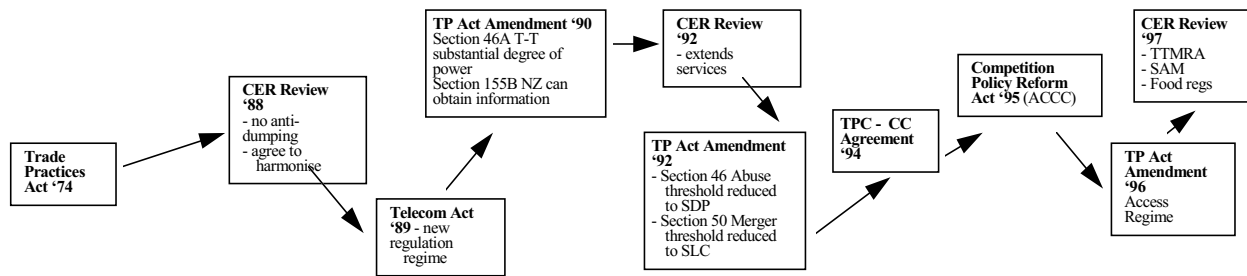 Trade
Practices
Act ‘74
CER Review
‘88
- no anti-
dumping
- agree to
harmonise
Telecom Act
‘89 - new
regulation
regime
TP Act Amendment ‘90
Section 46A T-T
substantial degree of
power
Section 155B NZ can
obtain information
CER Review
‘92
- extends
services
TP Act Amendment
‘92
- Section 46 Abuse
threshold reduced
to SDP
- Section 50 Merger
threshold reduced
to SLC
TPC - CC
Agreement
‘94
Competition
Policy Reform
Act ‘95 (ACCC)
TP Act
Amendment
‘96
Access
Regime
CER Review
‘97
- TTMRA
- SAM
- Food regs